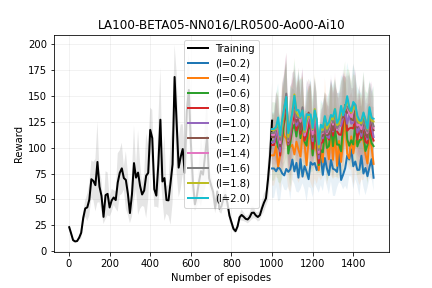 LA100-BETA05-NN016/LR0500-Ao00-Ai10
200
175
150
125
100
75
50
25
0
Reward
Training
(l=0.2)
(l=0.4)
(l=0.6)
(l=0.8)
(l=1.0)
(l=1.2)
(l=1.4)
(l=1.6)
(l=1.8)
(l=2.0)
0 200 400 600 800 1000 1200 1400
Number of episodes